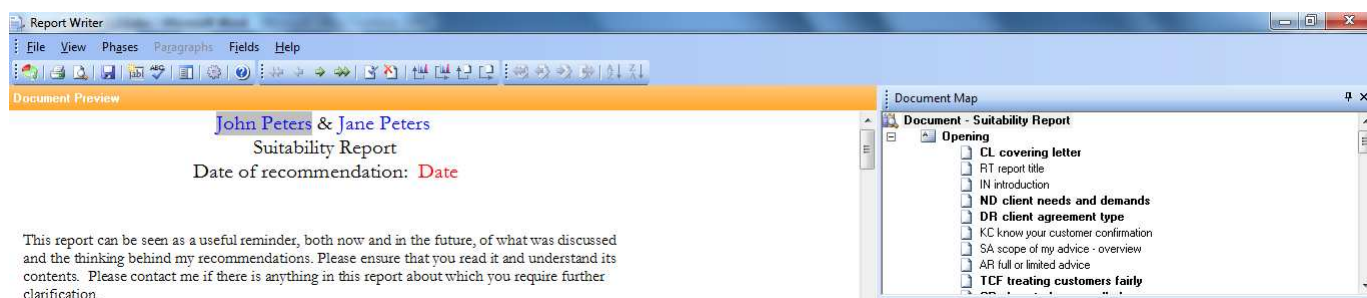 Report Writer
File View Phases Paragraphs Fields Help
Document Preview
John Peters & Jane Peters
Suitability Report
Date of recommendation: Date
This report can be seen as a useful reminder, both now and in the future, of what was discussed
and the thinking behind my recommendations. Please ensure that you read it and understand its
contents. Please contact me if there is anything in this report about which you require further
clarification.
Document Map
Document - Suitability Report
Opening
CL covering letter
RT report title
IN introduction
ND client needs and demands
DR client agreement type
KC know your customer confirmation
SA scope of my advice - overview
AR full or limited advice
TCF treating customers fairly